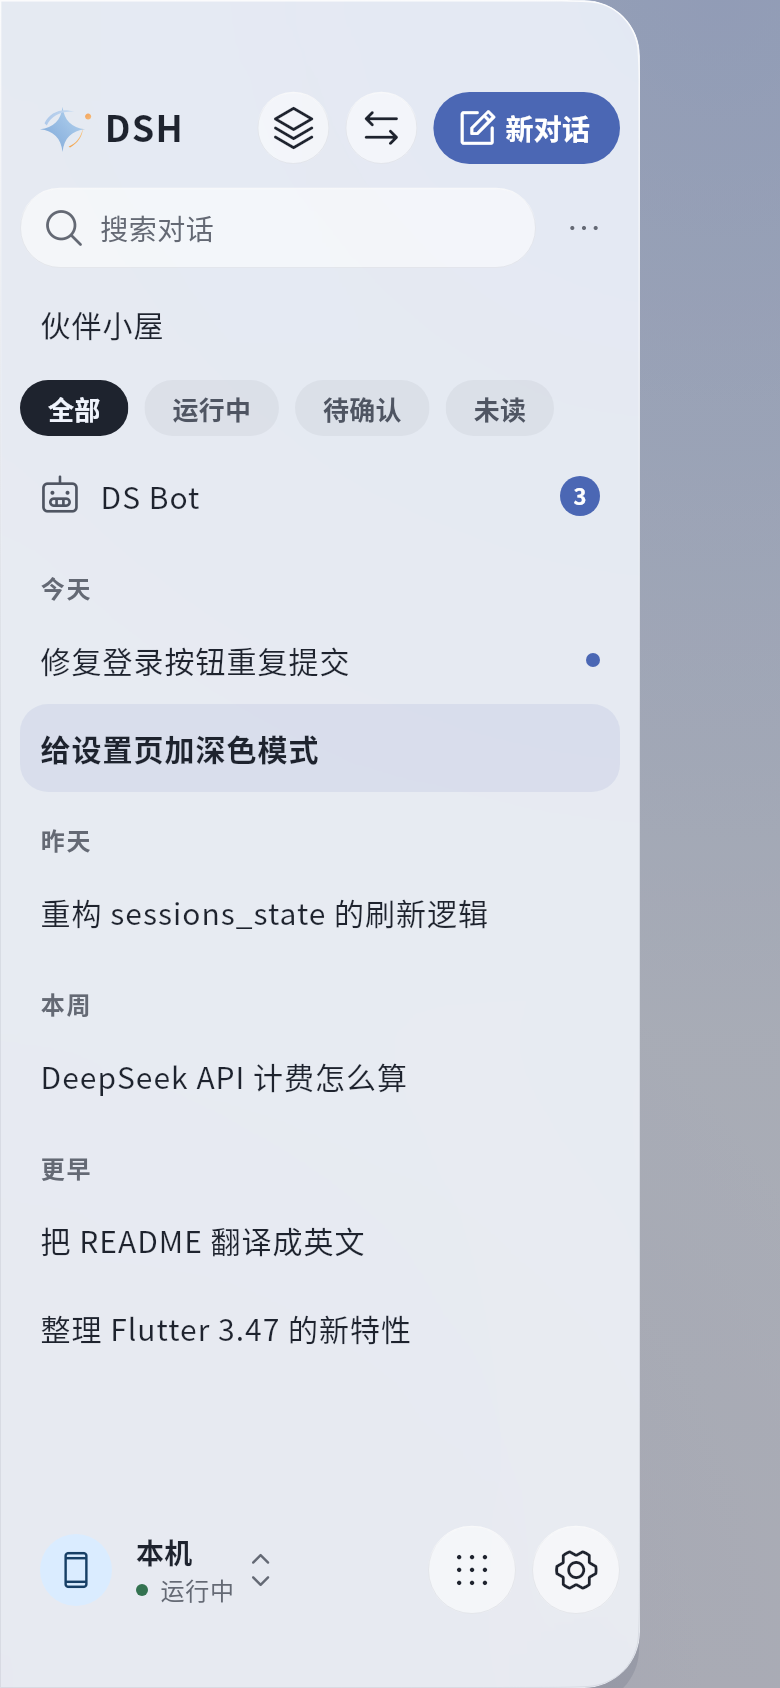 DSH
新对话
搜索对话
伙伴小屋
全部 运行中 待确认 未读
DS Bot 3
今天
修复登录按钮重复提交
给设置页加深色模式
昨天
重构 sessions_state 的刷新逻辑
本周
DeepSeek API 计费怎么算
更早
把 README 翻译成英文
整理 Flutter 3.47 的新特性
本机
运行中